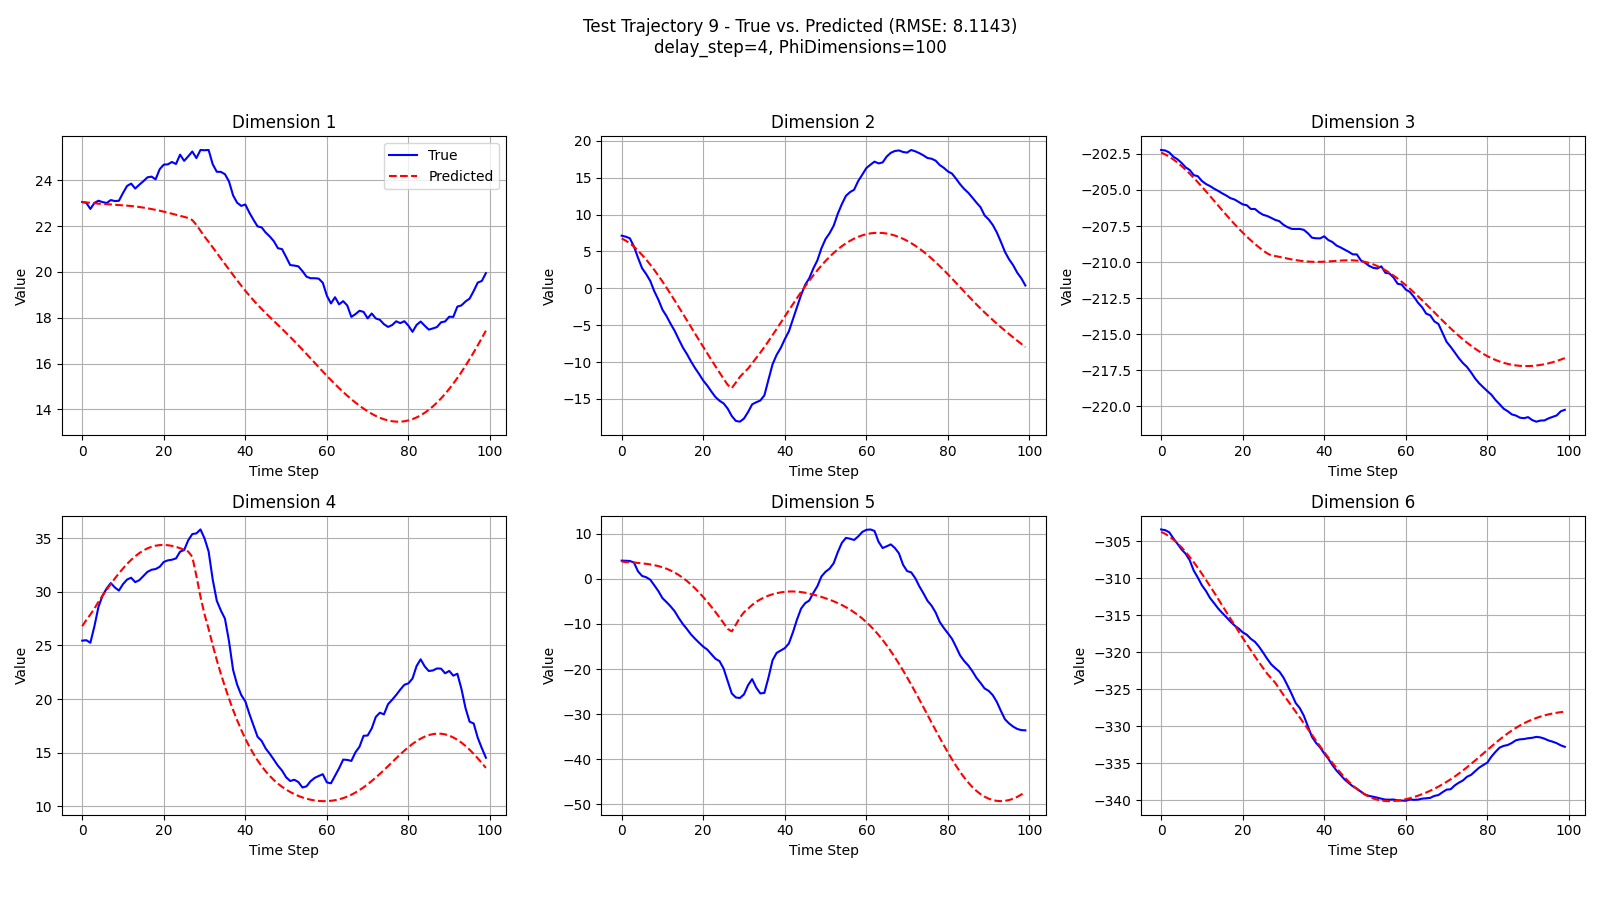 Test Trajectory 9 - True vs. Predicted (RMSE: 8.1143)
delay_step=4, PhiDimensions=100
Dimension 1
True
Predicted
Value
24
22
20
18
16
14
0 20 40 60 80 100
Time Step
Dimension 2
Value
20
15
10
5
0
−5
−10
−15
0 20 40 60 80 100
Time Step
Dimension 3
Value
−202.5
−205.0
−207.5
−210.0
−212.5
−215.0
−217.5
−220.0
0 20 40 60 80 100
Time Step
Dimension 4
Value
35
30
25
20
15
10
0 20 40 60 80 100
Time Step
Dimension 5
Value
10
0
−10
−20
−30
−40
−50
0 20 40 60 80 100
Time Step
Dimension 6
Value
−305
−310
−315
−320
−325
−330
−335
−340
0 20 40 60 80 100
Time Step